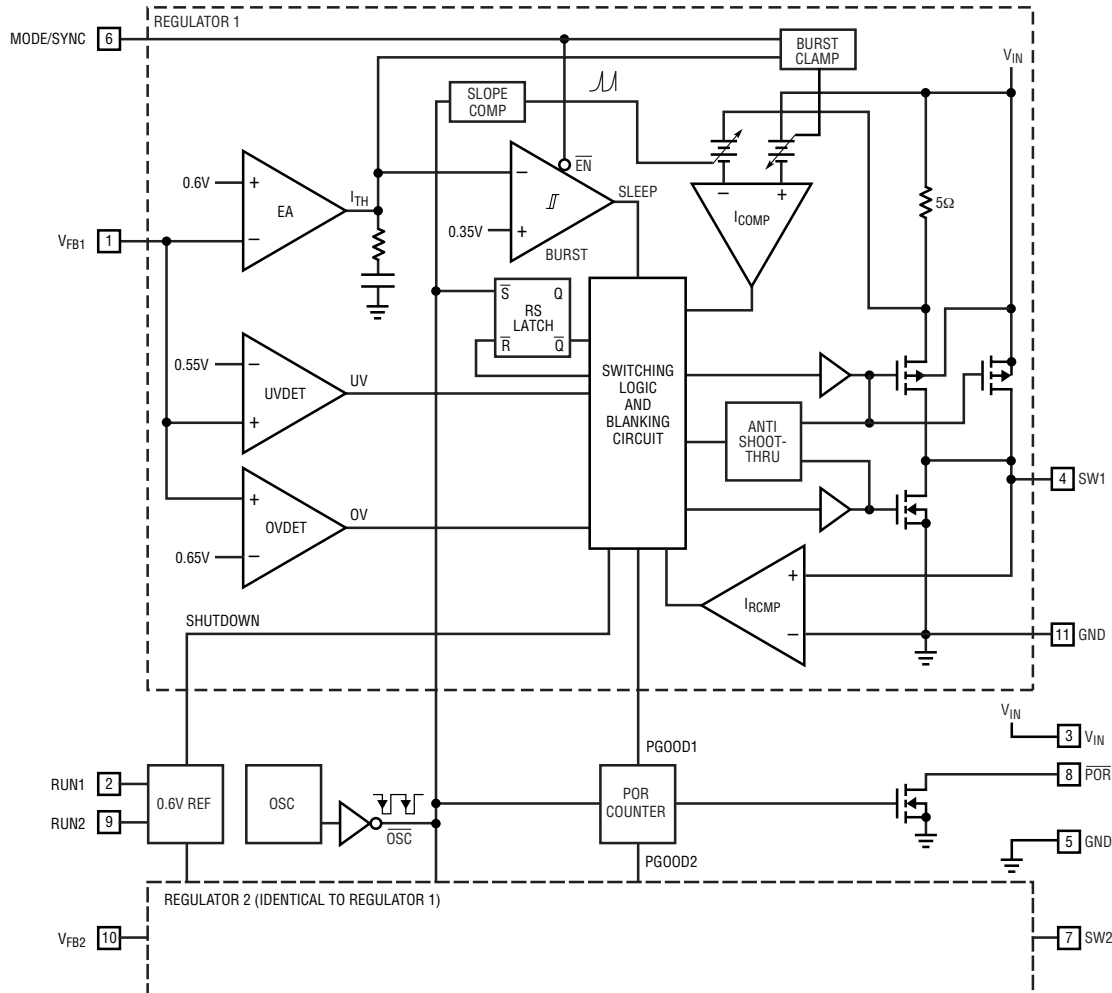 REGULATOR 1
MODE/SYNC 6
BURST
CLAMP
VIN
SLOPE
COMP
EN
0.6V
+
EA
−
ITH
−
0.35V
+
BURST
SLEEP
−
+
ICOMP
5Ω
VFB1 1
S Q
RS
LATCH
R Q
0.55V
−
UVDET
+
UV
SWITCHING
LOGIC
AND
BLANKING
CIRCUIT
ANTI
SHOOT-
THRU
4 SW1
+
OVDET
−
0.65V
OV
+
IRCMP
−
SHUTDOWN
11 GND
VIN
3 VIN
PGOOD1
8 POR
RUN1 2
RUN2 9
0.6V REF
OSC
OSC
POR
COUNTER
5 GND
PGOOD2
REGULATOR 2 (IDENTICAL TO REGULATOR 1)
VFB2 10
7 SW2